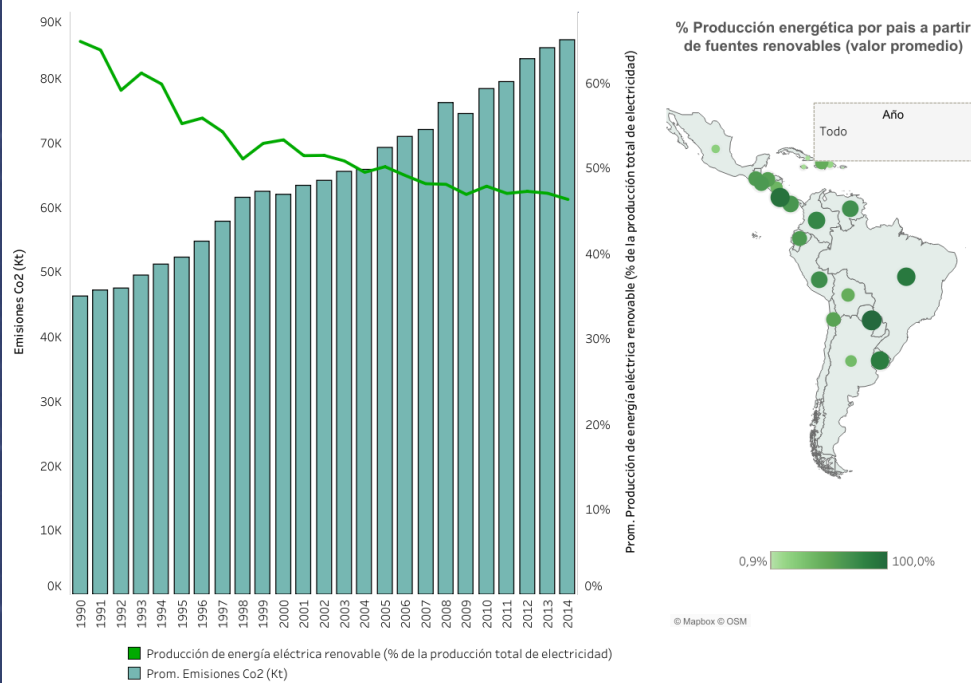 90K
80K
70K
60K
50K
40K
30K
20K
10K
0K
Emisiones Co2 (Kt)
60%
50%
40%
30%
20%
10%
0%
Prom. Producción de energía eléctrica renovable (% de la producción total de electricidad)
1990
1991
1992
1993
1994
1995
1996
1997
1998
1999
2000
2001
2002
2003
2004
2005
2006
2007
2008
2009
2010
2011
2012
2013
2014
Producción de energía eléctrica renovable (% de la producción total de electricidad)
Prom. Emisiones Co2 (Kt)
% Producción energética por pais a partir
de fuentes renovables (valor promedio)
Año
Todo
0,9%
100,0%
© Mapbox © OSM